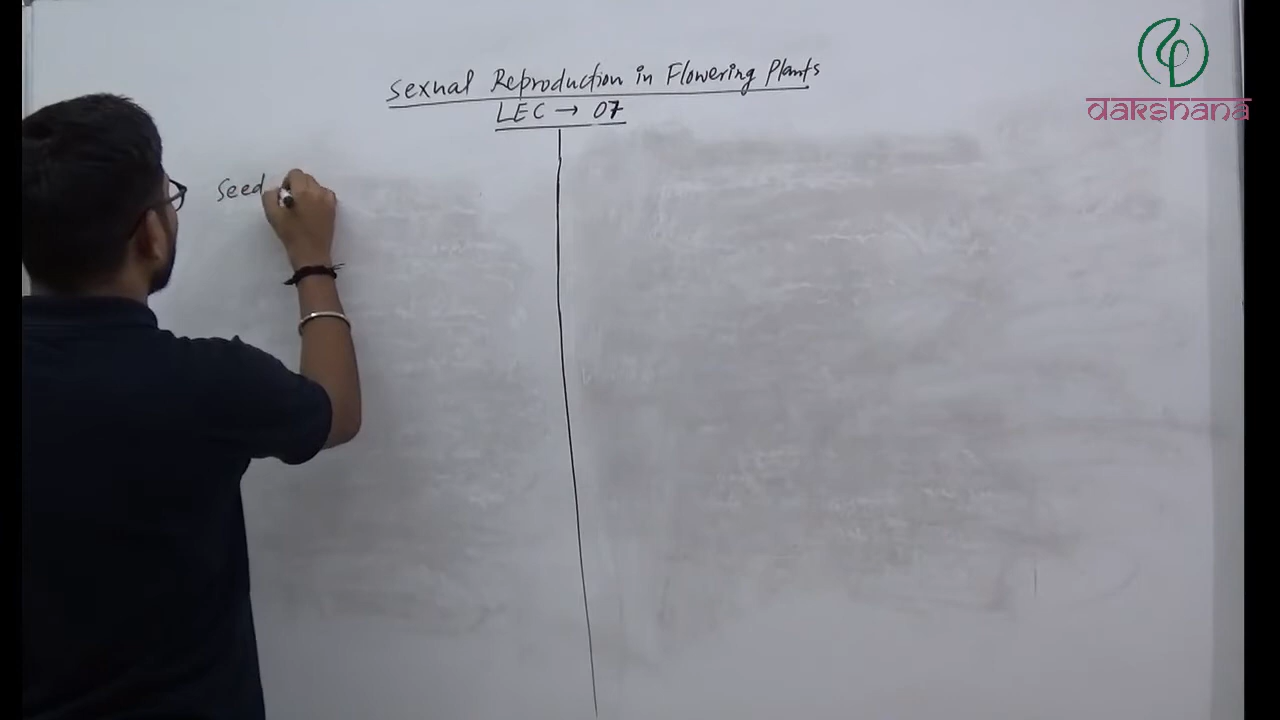 Sexual Reproduction in Flowering Plants
LEC → 07
Seed
dakshana